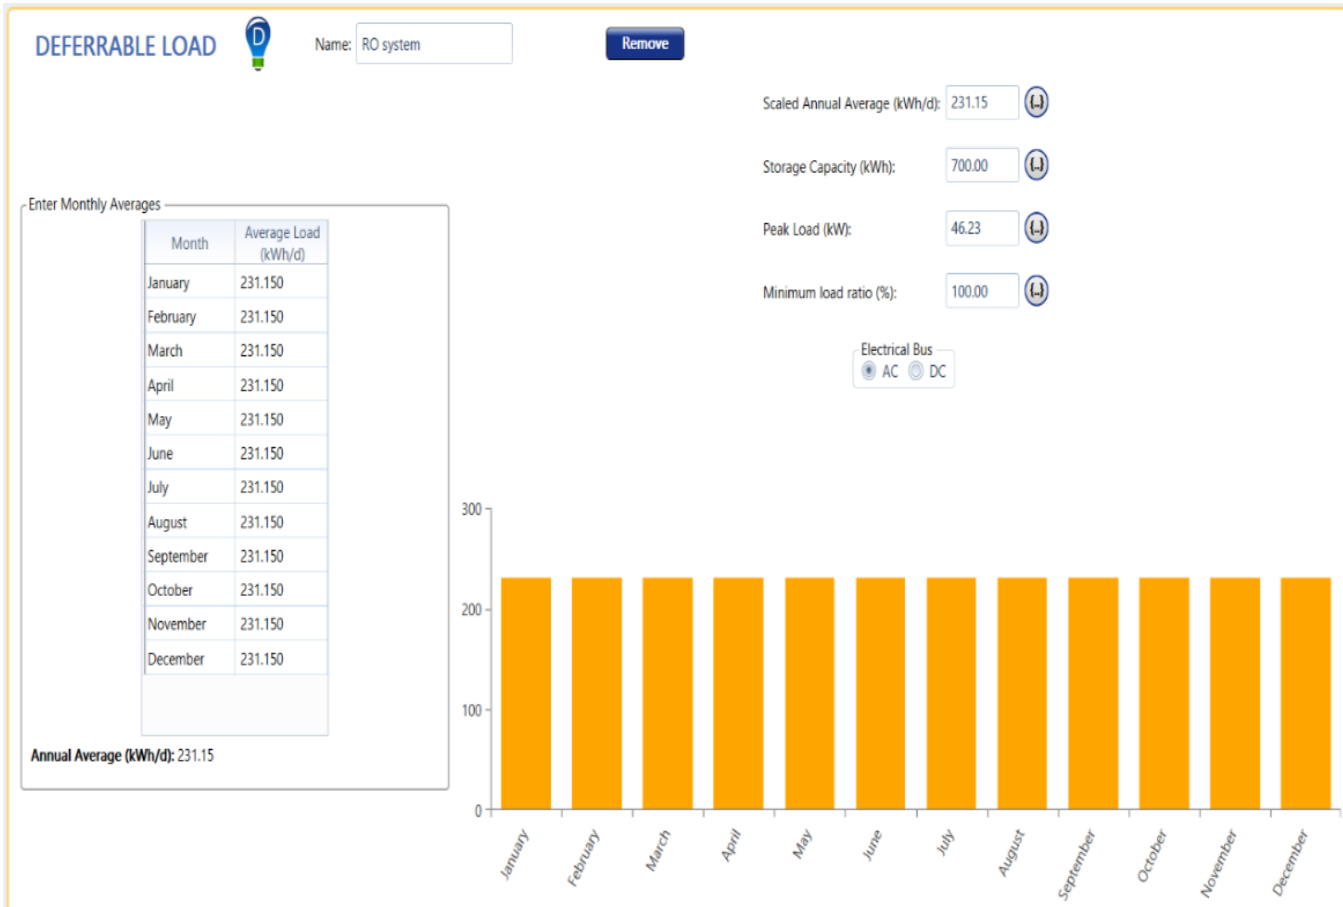 DEFERRABLE LOAD
D
Name: RO system
Remove
Scaled Annual Average (kWh/d): 231.15 {..}
Storage Capacity (kWh): 700.00 {..}
Peak Load (kW): 46.23 {..}
Minimum load ratio (%): 100.00 {..}
Electrical Bus
AC DC
Enter Monthly Averages
Month Average Load
(kWh/d)
January 231.150
February 231.150
March 231.150
April 231.150
May 231.150
June 231.150
July 231.150
August 231.150
September 231.150
October 231.150
November 231.150
December 231.150
Annual Average (kWh/d): 231.15
300
200
100
0
January February March April May June July August September October November December